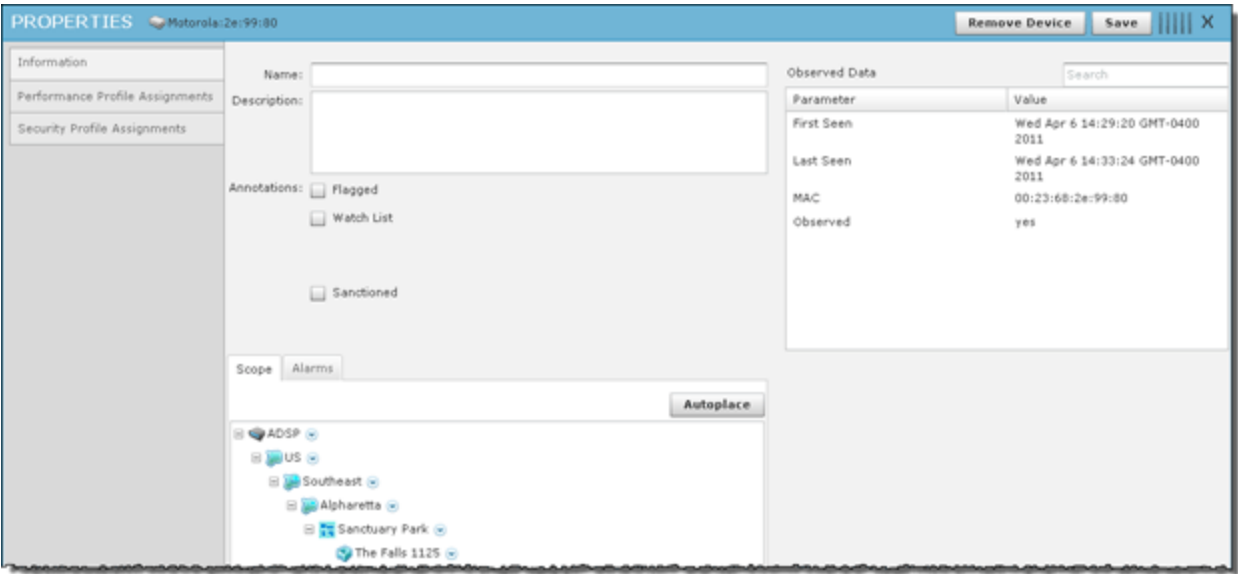 PROPERTIES Motorola:2e:99:80 Remove Device Save X
Information
Performance Profile Assignments
Security Profile Assignments
Name:
Description:
Annotations: Flagged
Watch List
Sanctioned
Observed Data Search
Parameter Value
First Seen Wed Apr 6 14:29:20 GMT-0400
2011
Last Seen Wed Apr 6 14:33:24 GMT-0400
2011
MAC 00:23:68:2e:99:80
Observed yes
Scope Alarms
Autoplace
ADSP
US
Southeast
Alpharetta
Sanctuary Park
The Falls 1125